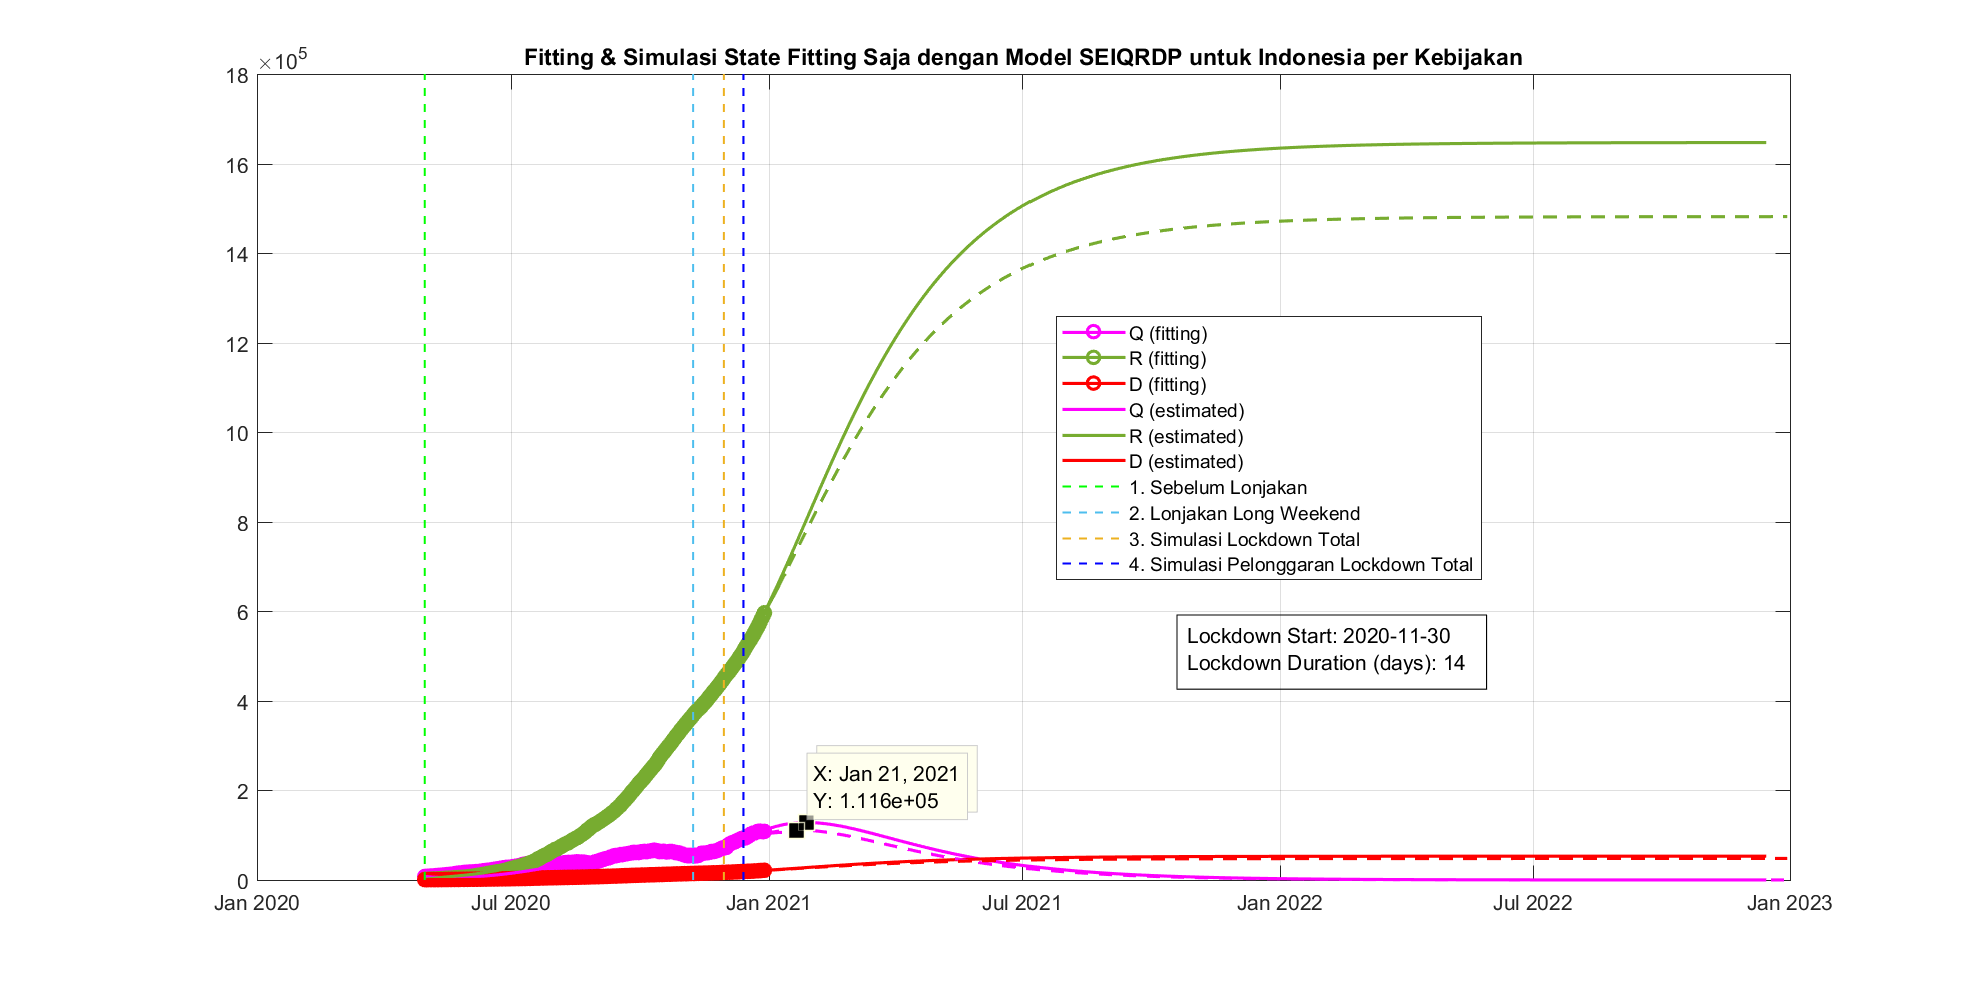 Fitting & Simulasi State Fitting Saja dengan Model SEIQRDP untuk Indonesia per Kebijakan
×10^5
18
16
14
12
10
8
6
4
2
0
Q (fitting)
R (fitting)
D (fitting)
Q (estimated)
R (estimated)
D (estimated)
1. Sebelum Lonjakan
2. Lonjakan Long Weekend
3. Simulasi Lockdown Total
4. Simulasi Pelonggaran Lockdown Total
Lockdown Start: 2020-11-30
Lockdown Duration (days): 14
X: Jan 21, 2021
Y: 1.116e+05
Jan 2020
Jul 2020
Jan 2021
Jul 2021
Jan 2022
Jul 2022
Jan 2023